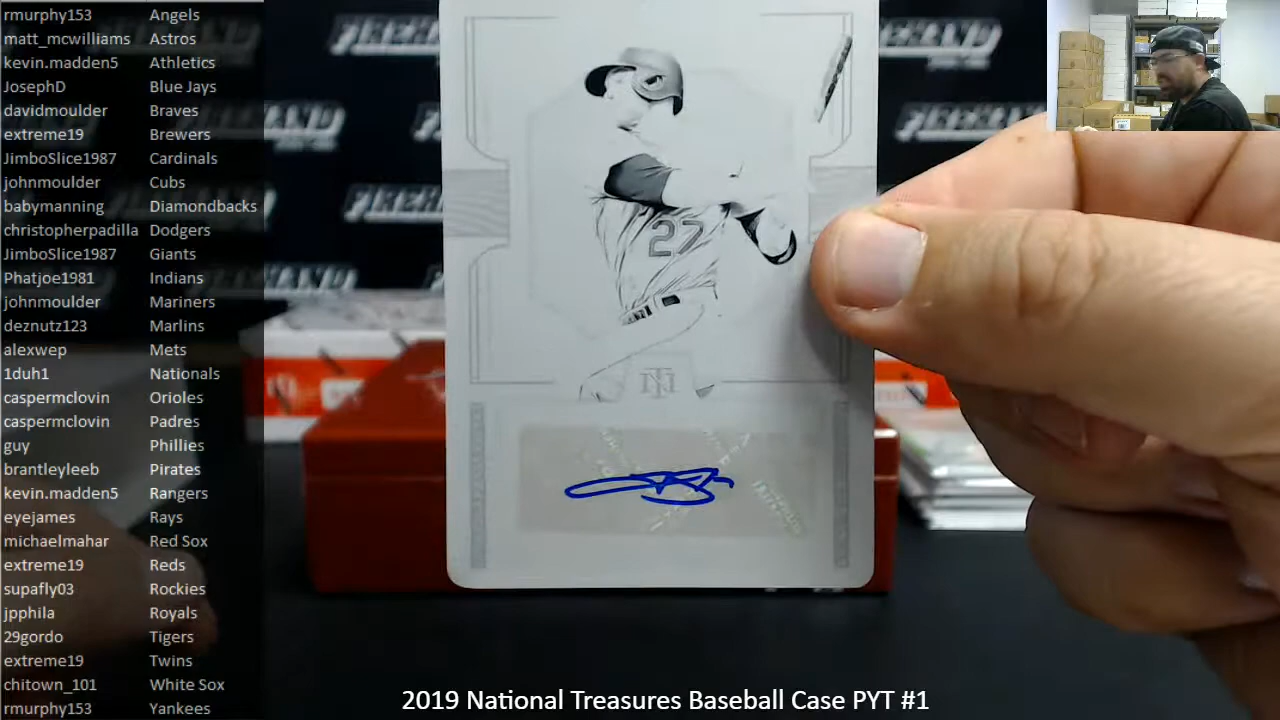 rmurphy153 Angels
matt_mcwilliams Astros
kevin.madden5 Athletics
JosephD Blue Jays
davidmoulder Braves
extreme19 Brewers
JimboSlice1987 Cardinals
johnmoulder Cubs
babymanning Diamondbacks
christopherpadilla Dodgers
JimboSlice1987 Giants
Phatjoe1981 Indians
johnmoulder Mariners
deznutz123 Marlins
alexwep Mets
1duh1 Nationals
caspermclovin Orioles
caspermclovin Padres
guy Phillies
brantleyleeb Pirates
kevin.madden5 Rangers
eyejames Rays
michaelmahar Red Sox
extreme19 Reds
supafly03 Rockies
jpphila Royals
29gordo Tigers
extreme19 Twins
chitown_101 White Sox
rmurphy153 Yankees
27
2019 National Treasures Baseball Case PYT #1